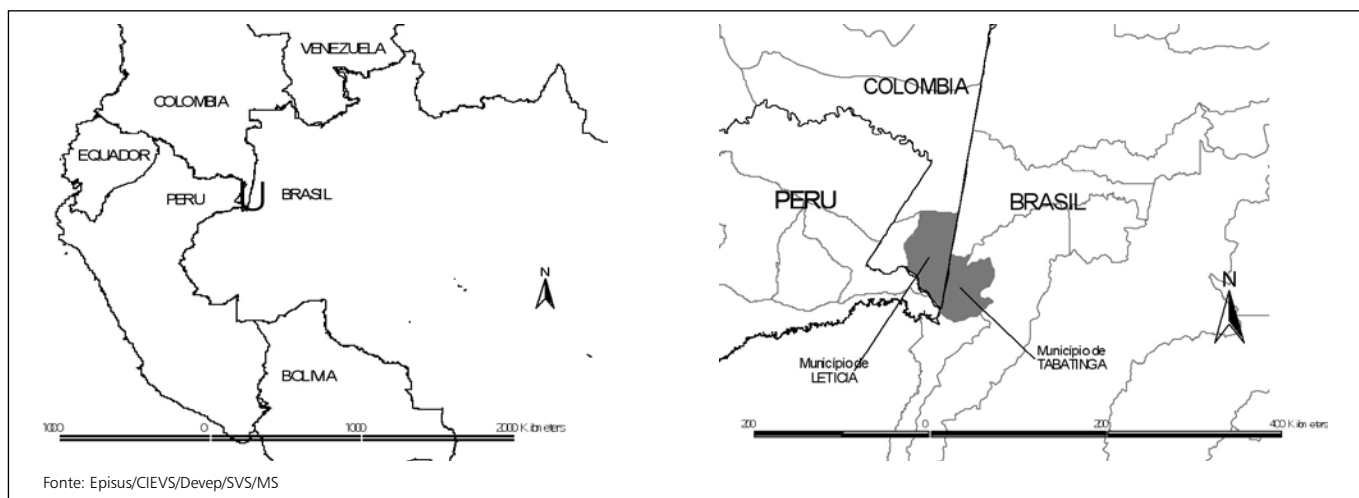 VENEZUELA
COLOMBIA
EQUADOR
PERU
BRASIL
N
BOLIVIA
1000 0 1000 2000 Kilometers
COLOMBIA
PERU
BRASIL
N
Município de
LETICIA
Município de
TABATINGA
200 0 200 400 Kilometers
Fonte: Episus/CIEVS/Devep/SVS/MS